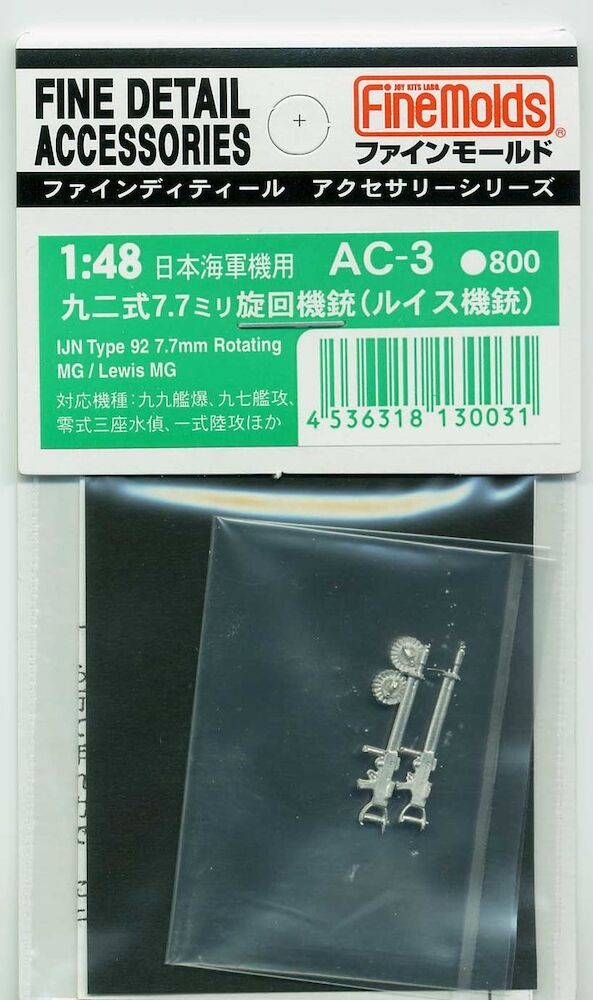 FINE DETAIL
ACCESSORIES
JOY KITS LABO.
FineMolds
®
ファインモールド
ファインディティール アクセサリーシリーズ
1:48 日本海軍機用 AC-3 ●800
九二式7.7ミリ旋回機銃(ルイス機銃)
IJN Type 92 7.7mm Rotating
MG / Lewis MG
対応機種:九九艦爆、九七艦攻、
零式三座水偵、一式陸攻ほか
4 536318 130031